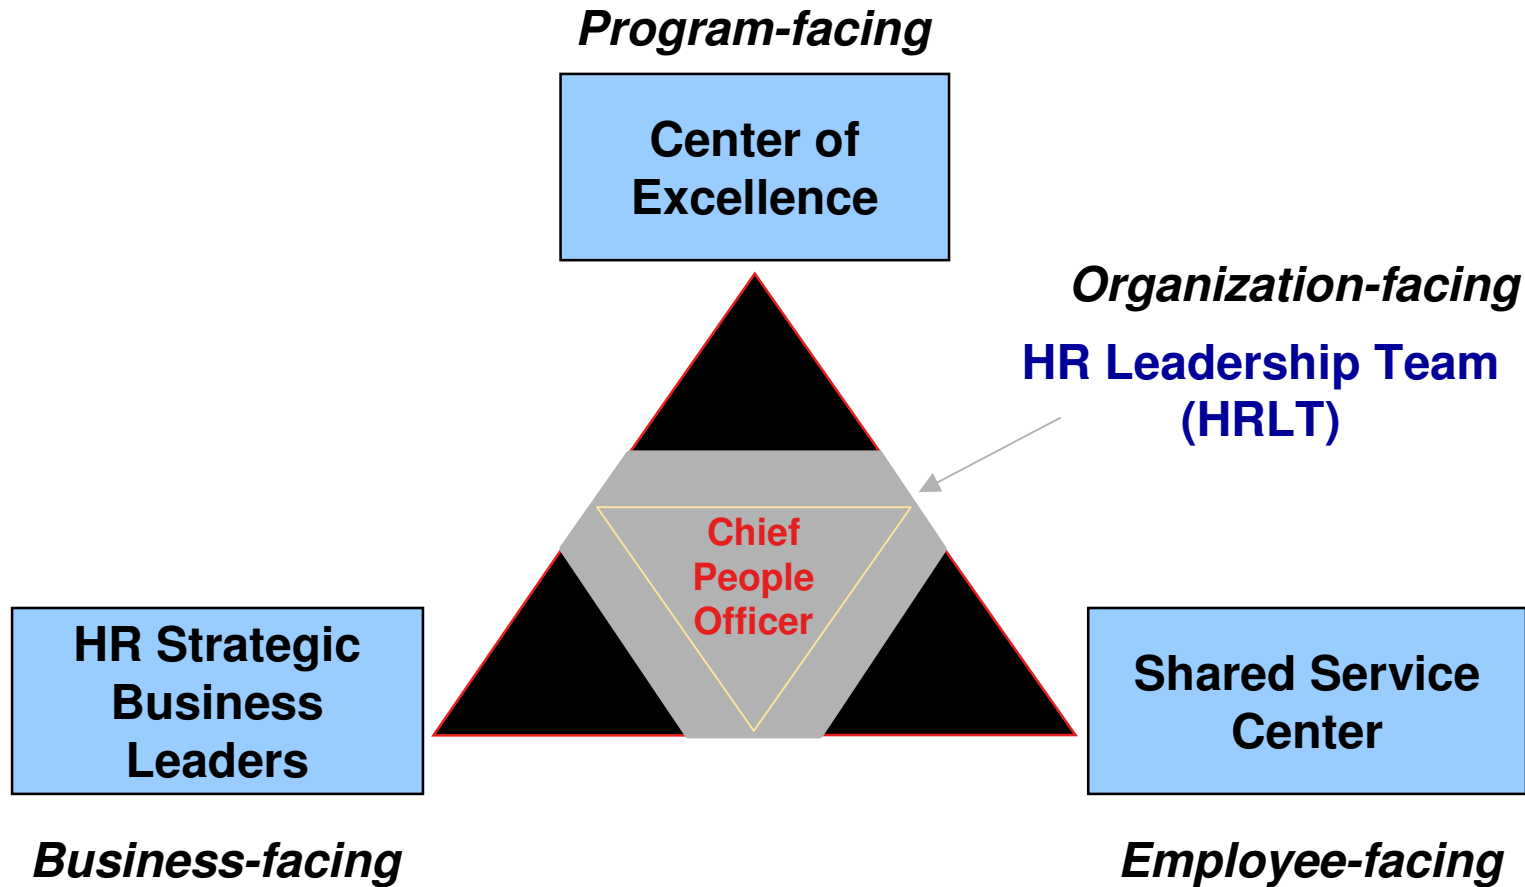 Program-facing
Center of
Excellence
Organization-facing
HR Leadership Team
(HRLT)
Chief
People
Officer
HR Strategic
Business
Leaders
Business-facing
Shared Service
Center
Employee-facing